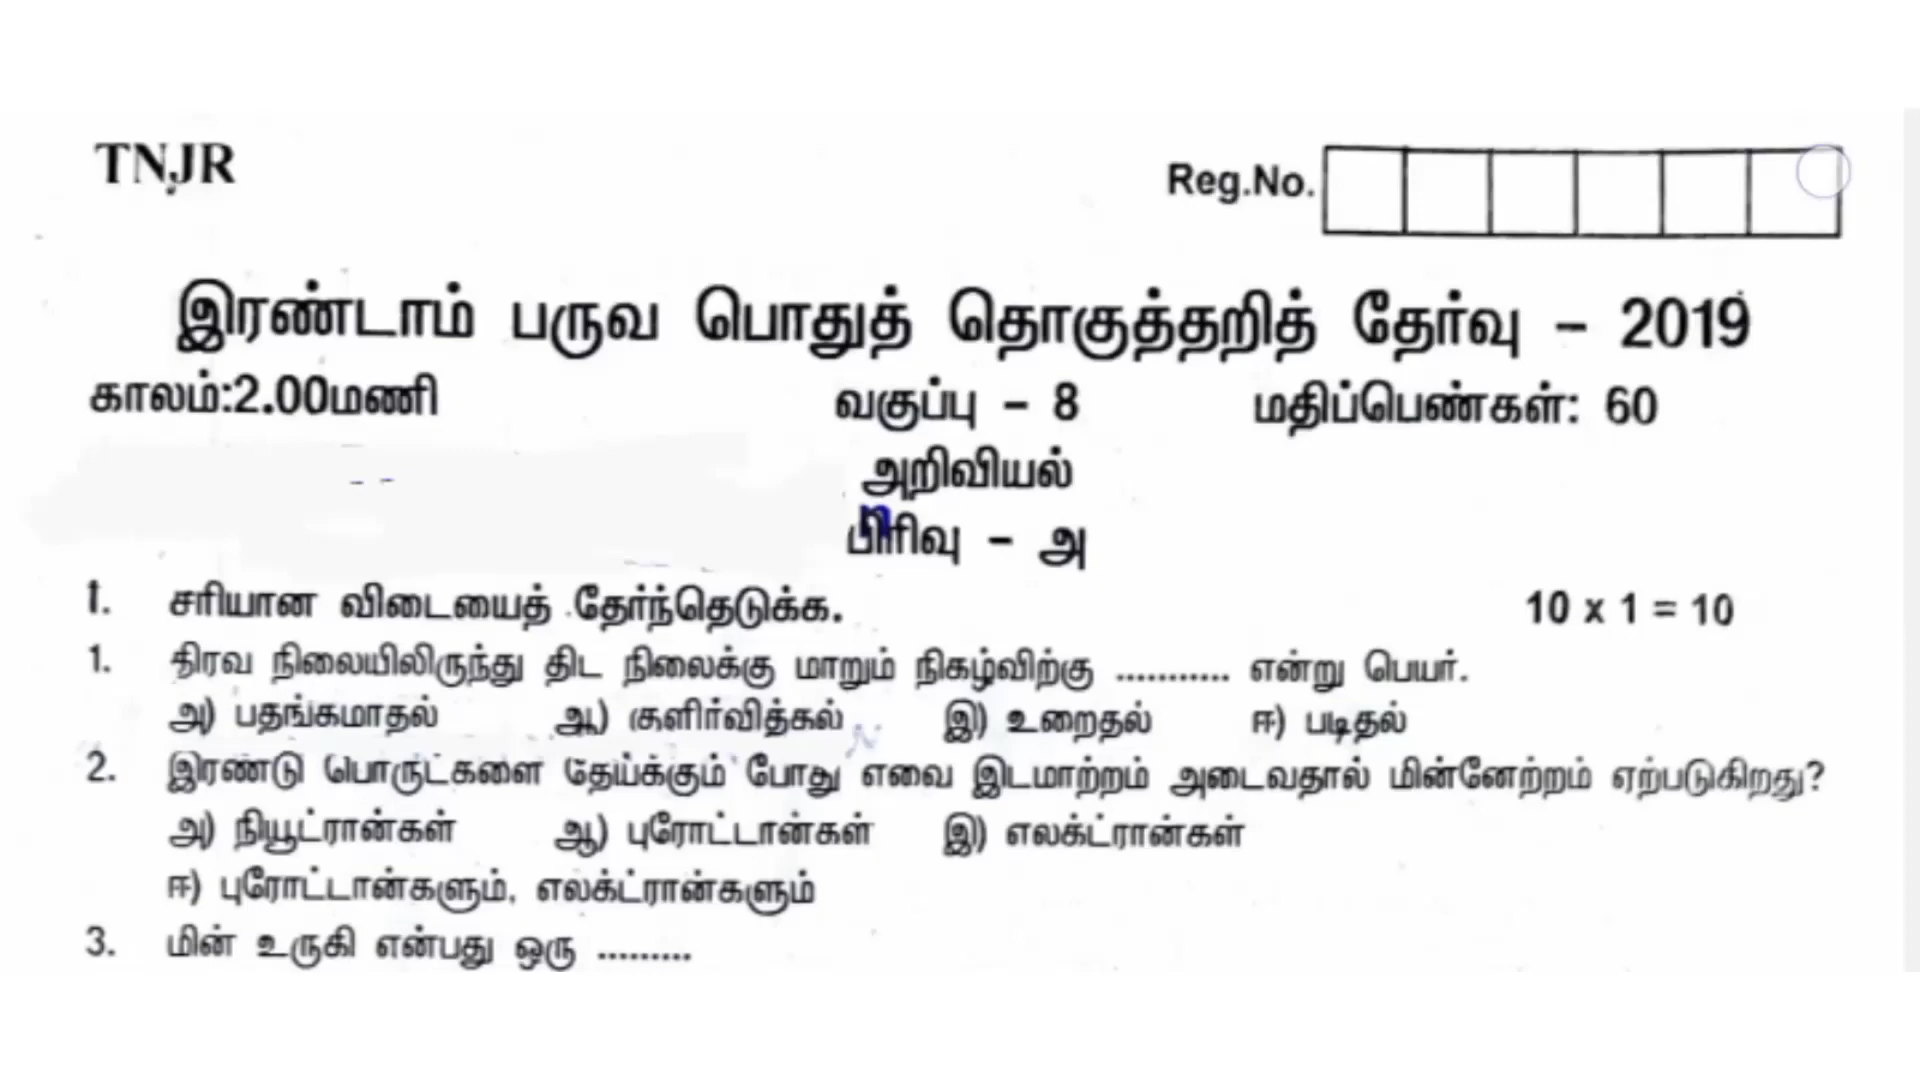 TNJR
Reg.No.
இரண்டாம் பருவ பொதுத் தொகுத்தறித் தேர்வு – 2019
காலம்:2.00மணி வகுப்பு – 8 மதிப்பெண்கள்: 60
அறிவியல்
பிரிவு – அ
I. சரியான விடையைத் தேர்ந்தெடுக்க. 10 x 1 = 10
1. திரவ நிலையிலிருந்து திட நிலைக்கு மாறும் நிகழ்விற்கு ........... என்று பெயர்.
அ) பதங்கமாதல் ஆ) குளிர்வித்தல் இ) உறைதல் ஈ) படிதல்
2. இரண்டு பொருட்களை தேய்க்கும் போது எவை இடமாற்றம் அடைவதால் மின்னேற்றம் ஏற்படுகிறது?
அ) நியூட்ரான்கள் ஆ) புரோட்டான்கள் இ) எலக்ட்ரான்கள்
ஈ) புரோட்டான்களும், எலக்ட்ரான்களும்
3. மின் உருகி என்பது ஒரு .........